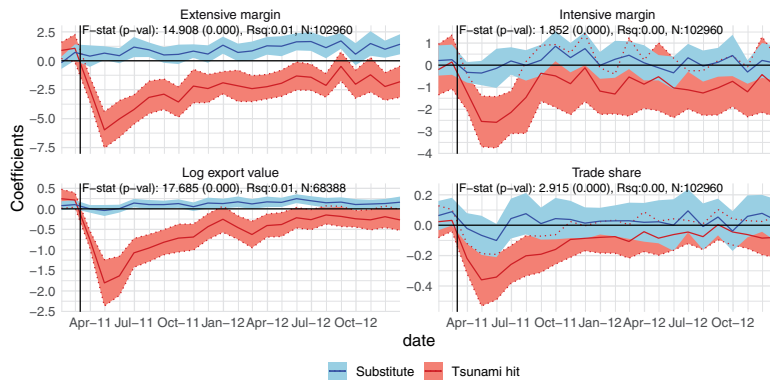 Extensive margin
F-stat (p-val): 14.908 (0.000), Rsq:0.01, N:102960
2.5
0.0
-2.5
-5.0
-7.5
Intensive margin
F-stat (p-val): 1.852 (0.000), Rsq:0.00, N:102960
1
0
-1
-2
-3
-4
Coefficients
Log export value
F-stat (p-val): 17.685 (0.000), Rsq:0.01, N:68388
0.5
0.0
-0.5
-1.0
-1.5
-2.0
-2.5
Apr-11 Jul-11 Oct-11 Jan-12 Apr-12 Jul-12 Oct-12
Trade share
F-stat (p-val): 2.915 (0.000), Rsq:0.00, N:102960
0.2
0.0
-0.2
-0.4
Apr-11 Jul-11 Oct-11 Jan-12 Apr-12 Jul-12 Oct-12
date
Substitute Tsunami hit